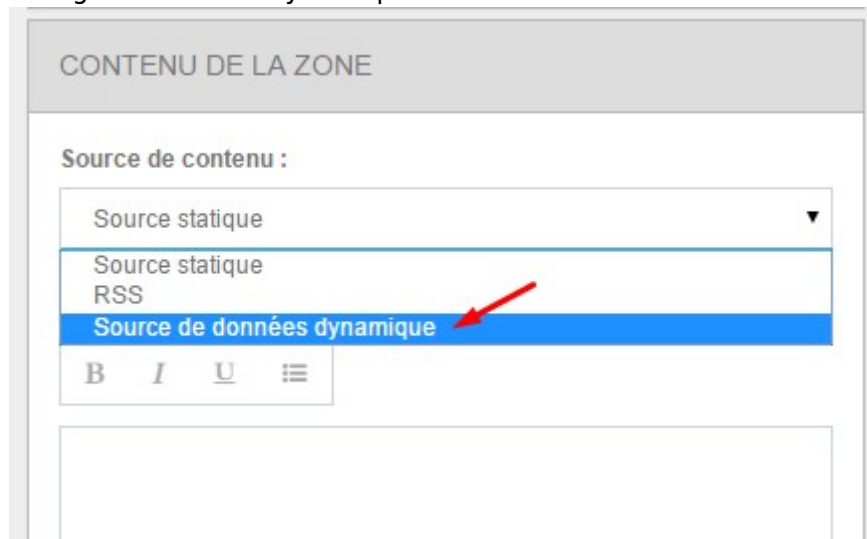 CONTENU DE LA ZONE
Source de contenu :
Source statique
Source statique
RSS
Source de données dynamique
B I U